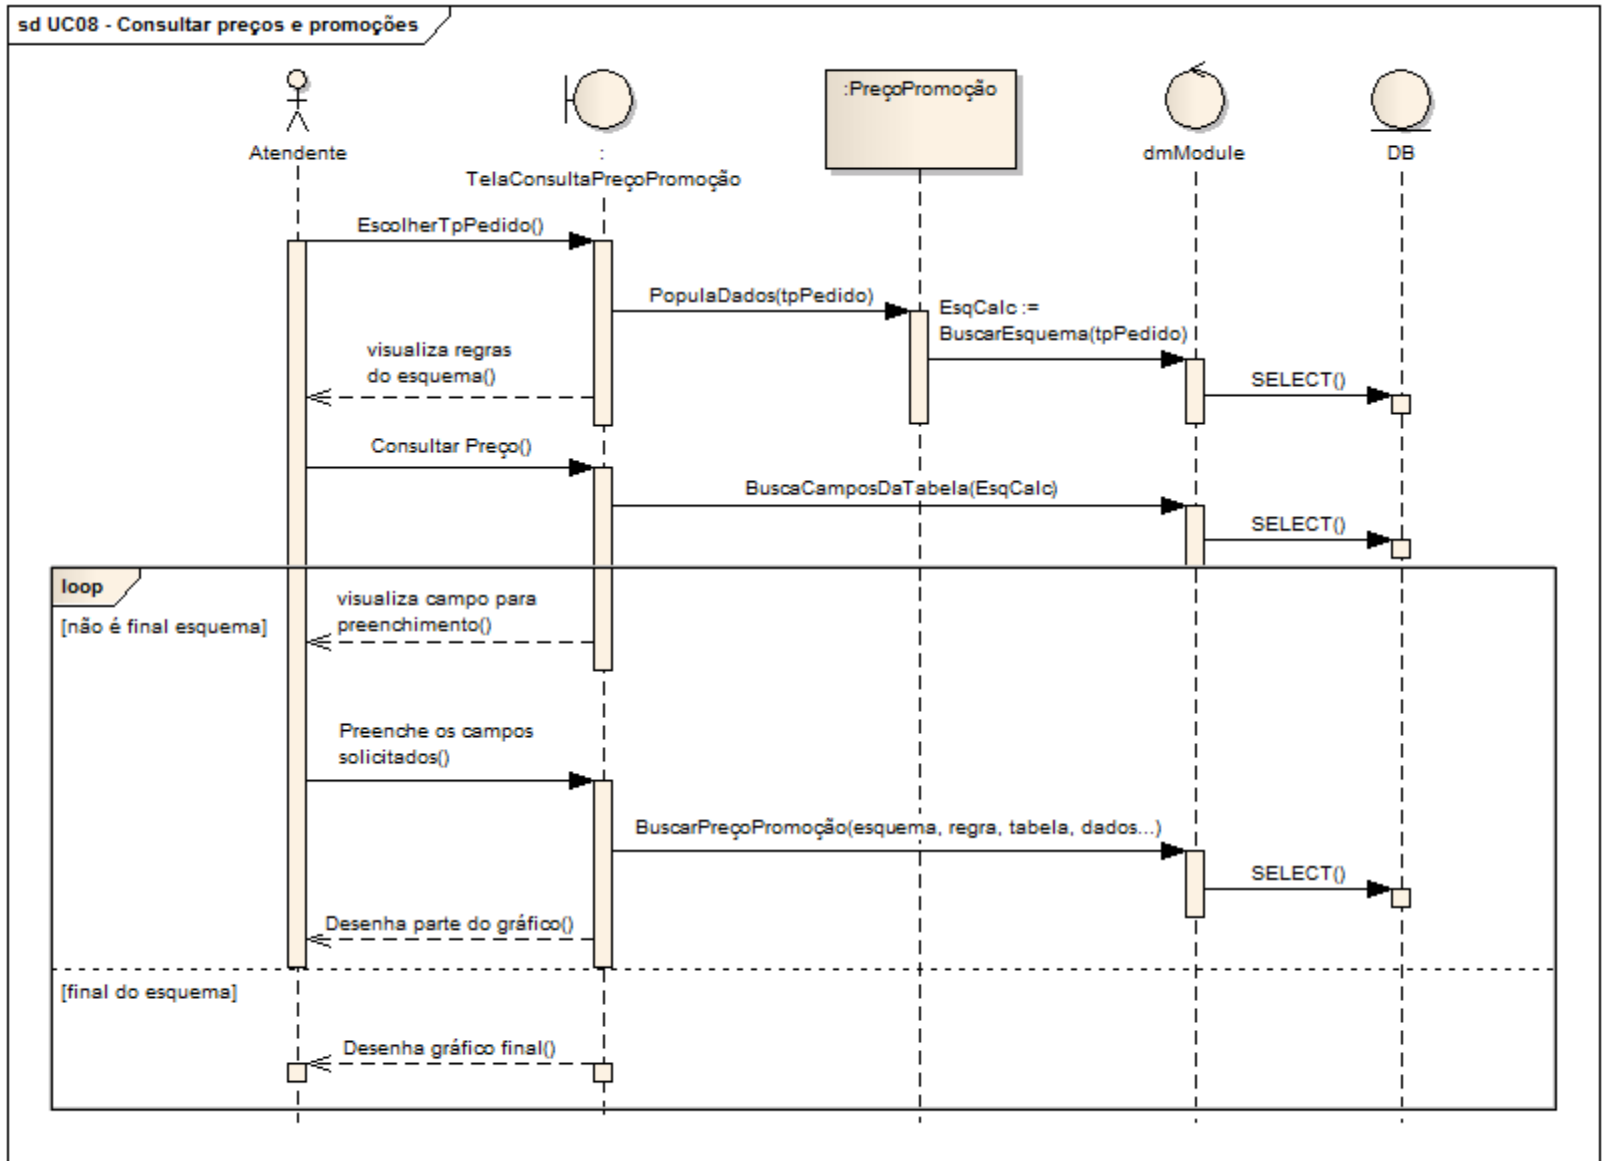 sd UC08 - Consultar preços e promoções
:PreçoPromoção
Atendente
:
TelaConsultaPreçoPromoção
dmModule
DB
EscolherTpPedido()
PopulaDados(tpPedido)
EsqCalc :=
BuscarEsquema(tpPedido)
visualiza regras
do esquema()
SELECT()
Consultar Preço()
BuscaCamposDaTabela(EsqCalc)
SELECT()
loop
[não é final esquema]
visualiza campo para
preenchimento()
Preenche os campos
solicitados()
BuscarPreçoPromoção(esquema, regra, tabela, dados...)
SELECT()
Desenha parte do gráfico()
[final do esquema]
Desenha gráfico final()